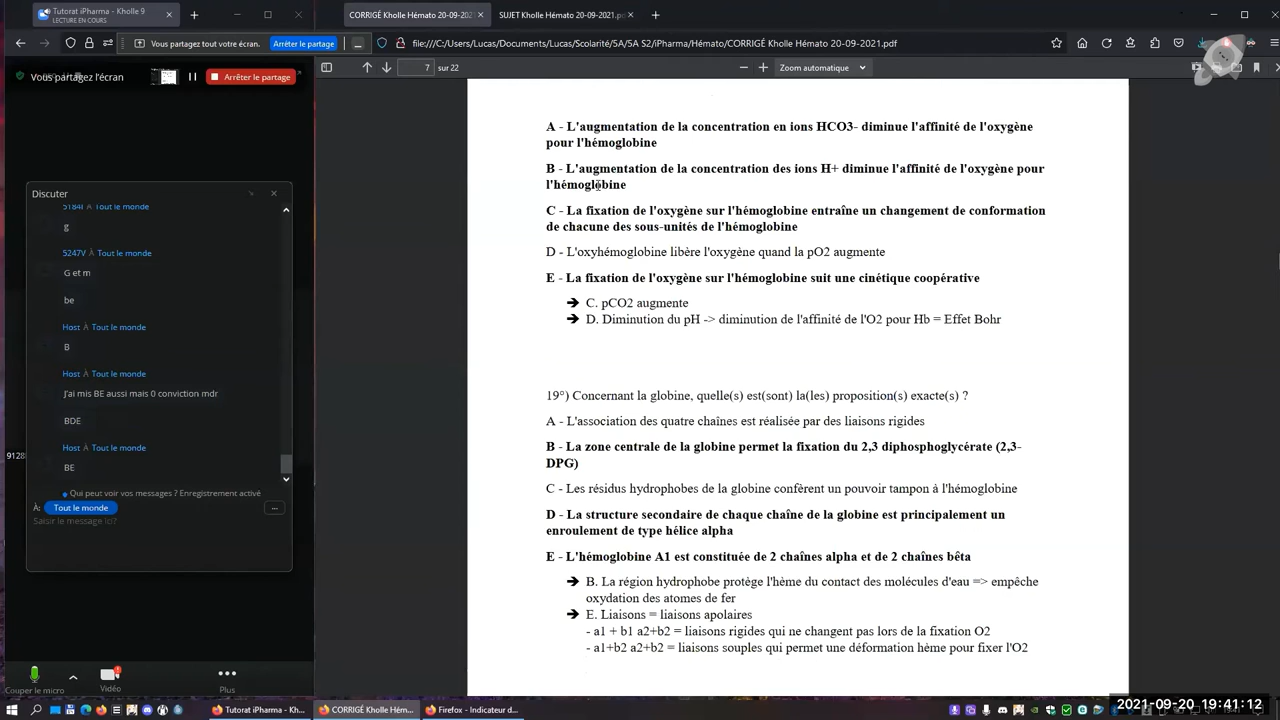 Tutorat iPharma - Kholle 9
LECTURE EN COURS
CORRIGÉ Kholle Hémato 20-09-2021
SUJET Kholle Hémato 20-09-2021.p
Vous partagez tout votre écran.
Arrêter le partage
file:///C:/Users/Lucas/Documents/Lucas/Scolarité/5A/5A S2/iPharma/Hémato/CORRIGÉ Kholle Hémato 20-09-2021.pdf
Vous partagez l'écran
Arrêter le partage
7 sur 22
Zoom automatique
Discuter
5184I À Tout le monde
g
5247V À Tout le monde
G et m
be
Host À Tout le monde
B
Host À Tout le monde
J'ai mis BE aussi mais 0 conviction mdr
BDE
Host À Tout le monde
BE
9128
Qui peut voir vos messages ? Enregistrement activé
À: Tout le monde
...
Saisir le message ici?
Couper le micro
Vidéo
Plus
A - L'augmentation de la concentration en ions HCO3- diminue l'affinité de l'oxygène
pour l'hémoglobine
B - L'augmentation de la concentration des ions H+ diminue l'affinité de l'oxygène pour
l'hémoglobine
C - La fixation de l'oxygène sur l'hémoglobine entraîne un changement de conformation
de chacune des sous-unités de l'hémoglobine
D - L'oxyhémoglobine libère l'oxygène quand la pO2 augmente
E - La fixation de l'oxygène sur l'hémoglobine suit une cinétique coopérative
➔ C. pCO2 augmente
➔ D. Diminution du pH -> diminution de l'affinité de l'O2 pour Hb = Effet Bohr
19°) Concernant la globine, quelle(s) est(sont) la(les) proposition(s) exacte(s) ?
A - L'association des quatre chaînes est réalisée par des liaisons rigides
B - La zone centrale de la globine permet la fixation du 2,3 diphosphoglycérate (2,3-
DPG)
C - Les résidus hydrophobes de la globine confèrent un pouvoir tampon à l'hémoglobine
D - La structure secondaire de chaque chaîne de la globine est principalement un
enroulement de type hélice alpha
E - L'hémoglobine A1 est constituée de 2 chaînes alpha et de 2 chaînes bêta
➔ B. La région hydrophobe protège l'hème du contact des molécules d'eau => empêche
oxydation des atomes de fer
➔ E. Liaisons = liaisons apolaires
- a1 + b1 a2+b2 = liaisons rigides qui ne changent pas lors de la fixation O2
- a1+b2 a2+b2 = liaisons souples qui permet une déformation hème pour fixer l'O2
Tutorat iPharma - Kh...
CORRIGÉ Kholle Hém...
Firefox - Indicateur d...
2021-09-20 19:41:12